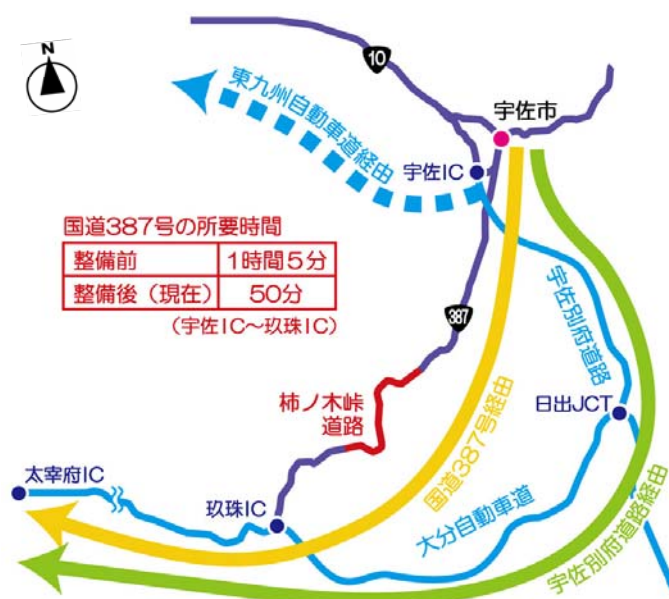 N
10
東九州自動車道経由
宇佐市
宇佐IC
国道387号の所要時間
整備前 1時間5分
整備後（現在） 50分
（宇佐IC〜玖珠IC）
387
宇佐別府道路
柿ノ木峠
道路
日出JCT
国道387号経由
太宰府IC
玖珠IC
大分自動車道
宇佐別府道路経由